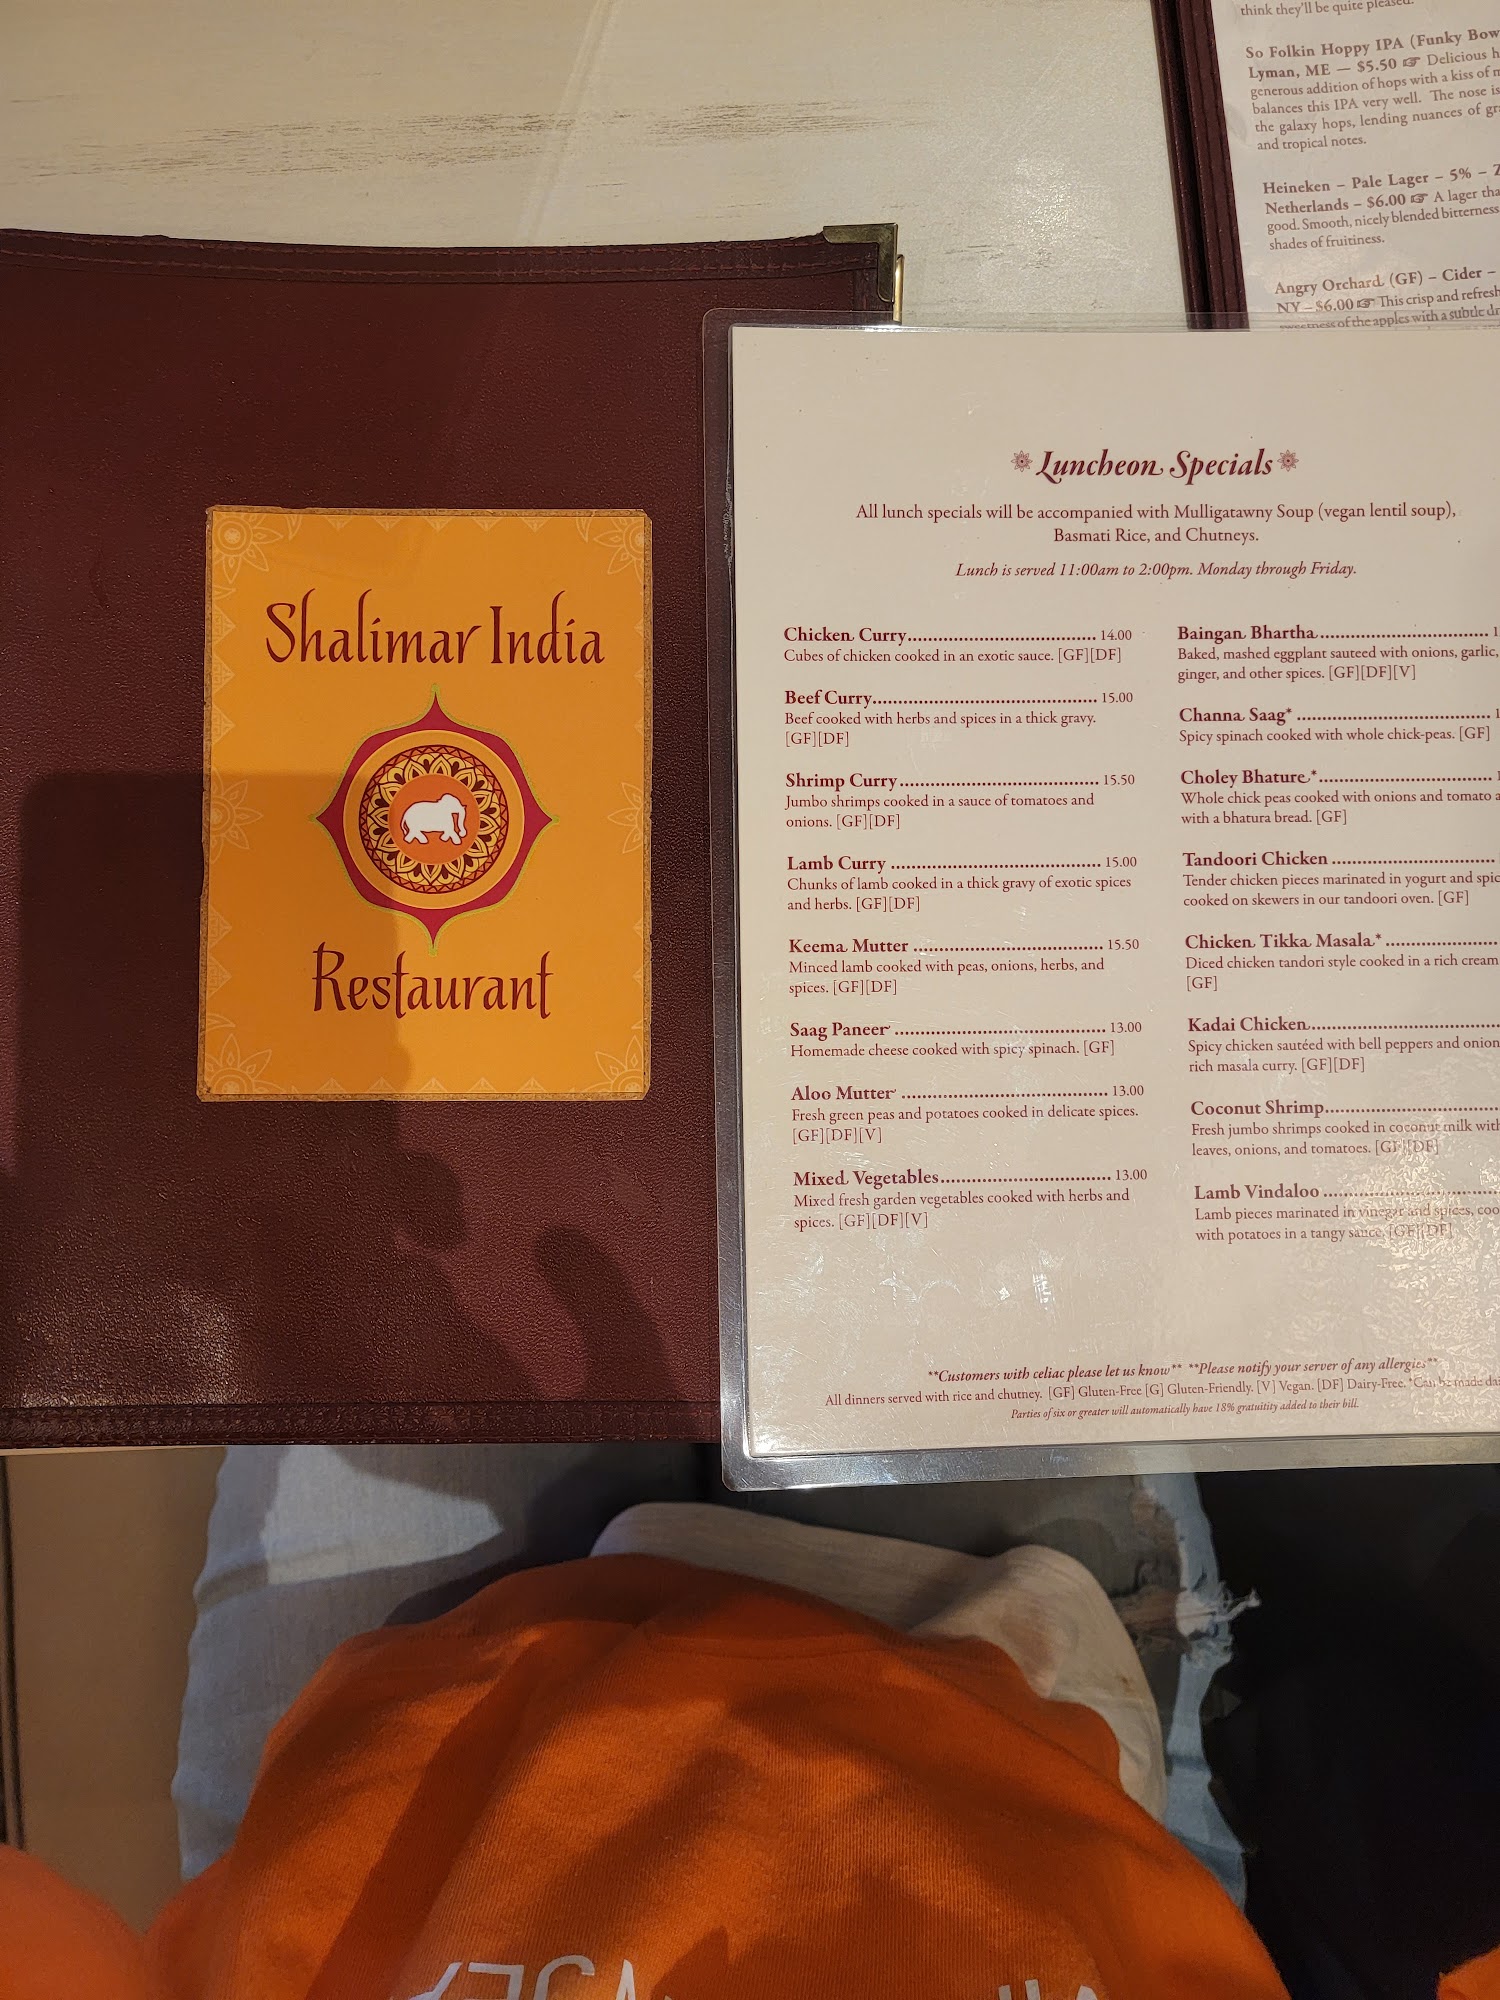 think they'll be quite pleased.
So Folkin Hoppy IPA (Funky Bow
Lyman, ME — $5.50 ☞ Delicious
generous addition of hops with a kiss of
balances this IPA very well. The nose is
the galaxy hops, lending nuances of
and tropical notes.
Heineken – Pale Lager – 5% –
Netherlands – $6.00 ☞ A lager
good. Smooth, nicely blended bitterness
shades of fruitiness.
Angry Orchard (GF) – Cider –
NY – $6.00 ☞ This crisp and
sweetness of the apples with a subtle
Shalimar India
Restaurant
Luncheon Specials
All lunch specials will be accompanied with Mulligatawny Soup (vegan lentil soup),
Basmati Rice, and Chutneys.
Lunch is served 11:00am to 2:00pm. Monday through Friday.
Chicken Curry........................................ 14.00
Cubes of chicken cooked in an exotic sauce. [GF][DF]
Beef Curry............................................... 15.00
Beef cooked with herbs and spices in a thick gravy.
[GF][DF]
Shrimp Curry.......................................... 15.50
Jumbo shrimps cooked in a sauce of tomatoes and
onions. [GF][DF]
Lamb Curry ........................................... 15.00
Chunks of lamb cooked in a thick gravy of exotic spices
and herbs. [GF][DF]
Keema Mutter ....................................... 15.50
Minced lamb cooked with peas, onions, herbs, and
spices. [GF][DF]
Saag Paneer ........................................... 13.00
Homemade cheese cooked with spicy spinach. [GF]
Aloo Mutter .......................................... 13.00
Fresh green peas and potatoes cooked in delicate spices.
[GF][DF][V]
Mixed Vegetables................................... 13.00
Mixed fresh garden vegetables cooked with herbs and
spices. [GF][DF][V]
Baingan Bhartha...................................
Baked, mashed eggplant sauteed with onions, garlic,
ginger, and other spices. [GF][DF][V]
Channa Saag* .......................................
Spicy spinach cooked with whole chick-peas. [GF]
Choley Bhature*....................................
Whole chick peas cooked with onions and tomato
with a bhatura bread. [GF]
Tandoori Chicken .................................
Tender chicken pieces marinated in yogurt and
cooked on skewers in our tandoori oven. [GF]
Chicken Tikka Masala* .......................
Diced chicken tandori style cooked in a rich cream
[GF]
Kadai Chicken.......................................
Spicy chicken sautéed with bell peppers and onion
rich masala curry. [GF][DF]
Coconut Shrimp....................................
Fresh jumbo shrimps cooked in coconut milk with
leaves, onions, and tomatoes. [GF][DF]
Lamb Vindaloo .....................................
Lamb pieces marinated in vinegar and spices,
with potatoes in a tangy sauce. [GF][DF]
**Customers with celiac please let us know** **Please notify your server of any allergies**
All dinners served with rice and chutney. [GF] Gluten-Free [G] Gluten-Friendly. [V] Vegan. [DF] Dairy-Free. *Can be made
Parties of six or greater will automatically have 18% gratuitity added to their bill.